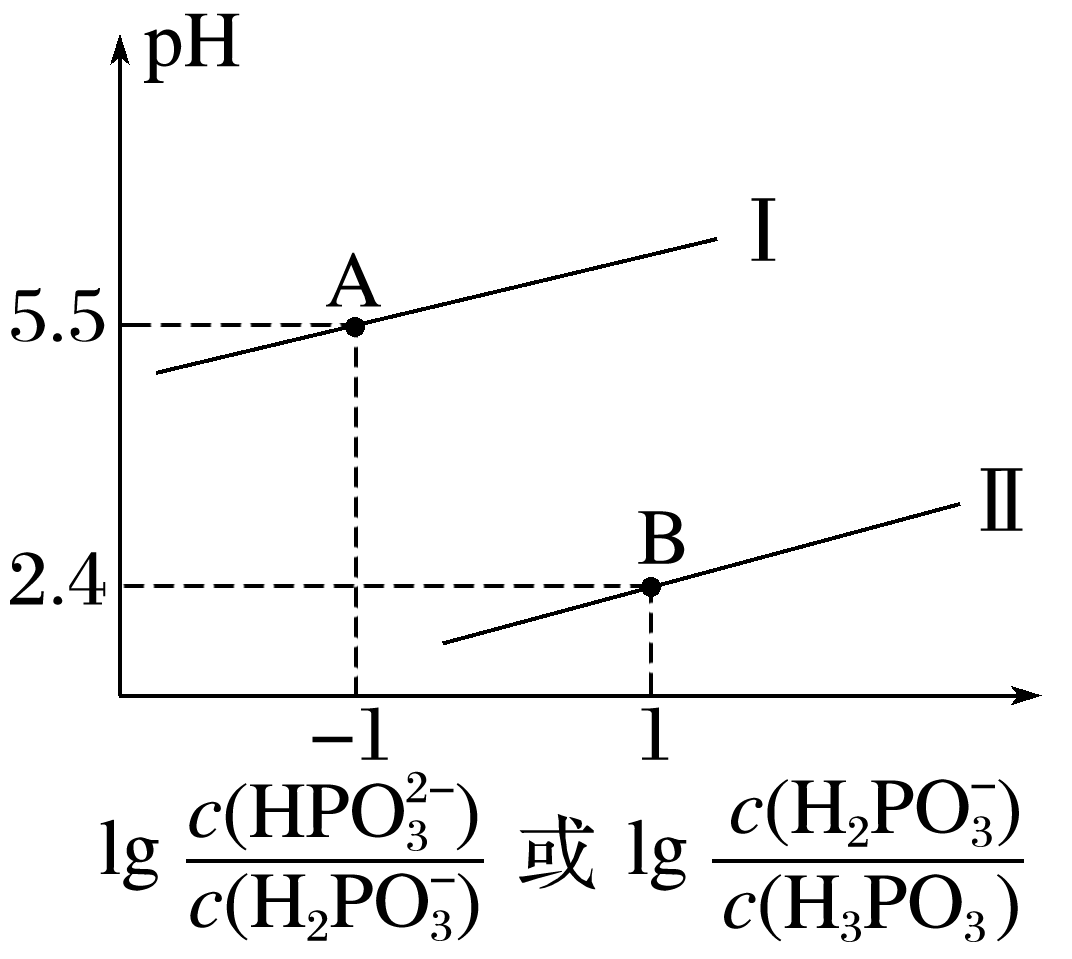 pH
Ⅰ
A
5.5
Ⅱ
B
2.4
−1 1
lg c(HPO₃²⁻)/c(H₂PO₃⁻) 或 lg c(H₂PO₃⁻)/c(H₃PO₃)